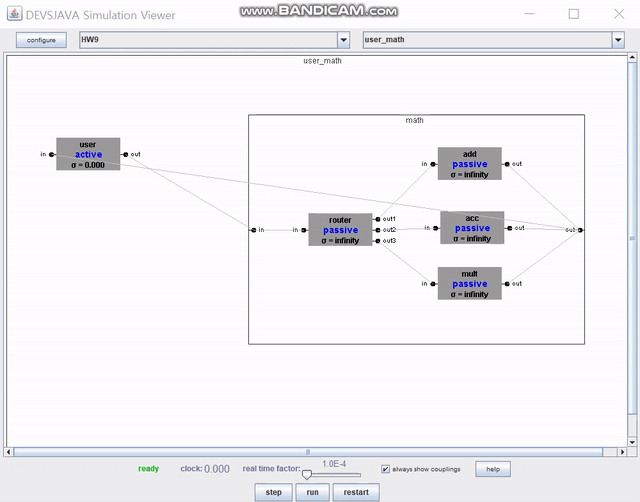 DEVSJAVA Simulation Viewer
www.BANDICAM.com
configure
HW9
user_math
user_math
math
user
active
σ = 0.000
in
out
add
passive
σ = infinity
in
out
in
in
router
passive
σ = infinity
out1
out2
out3
in
acc
passive
σ = infinity
out
out
mult
passive
σ = infinity
in
out
ready
clock: 0.000
real time factor:
1.0E-4
always show couplings
help
step
run
restart